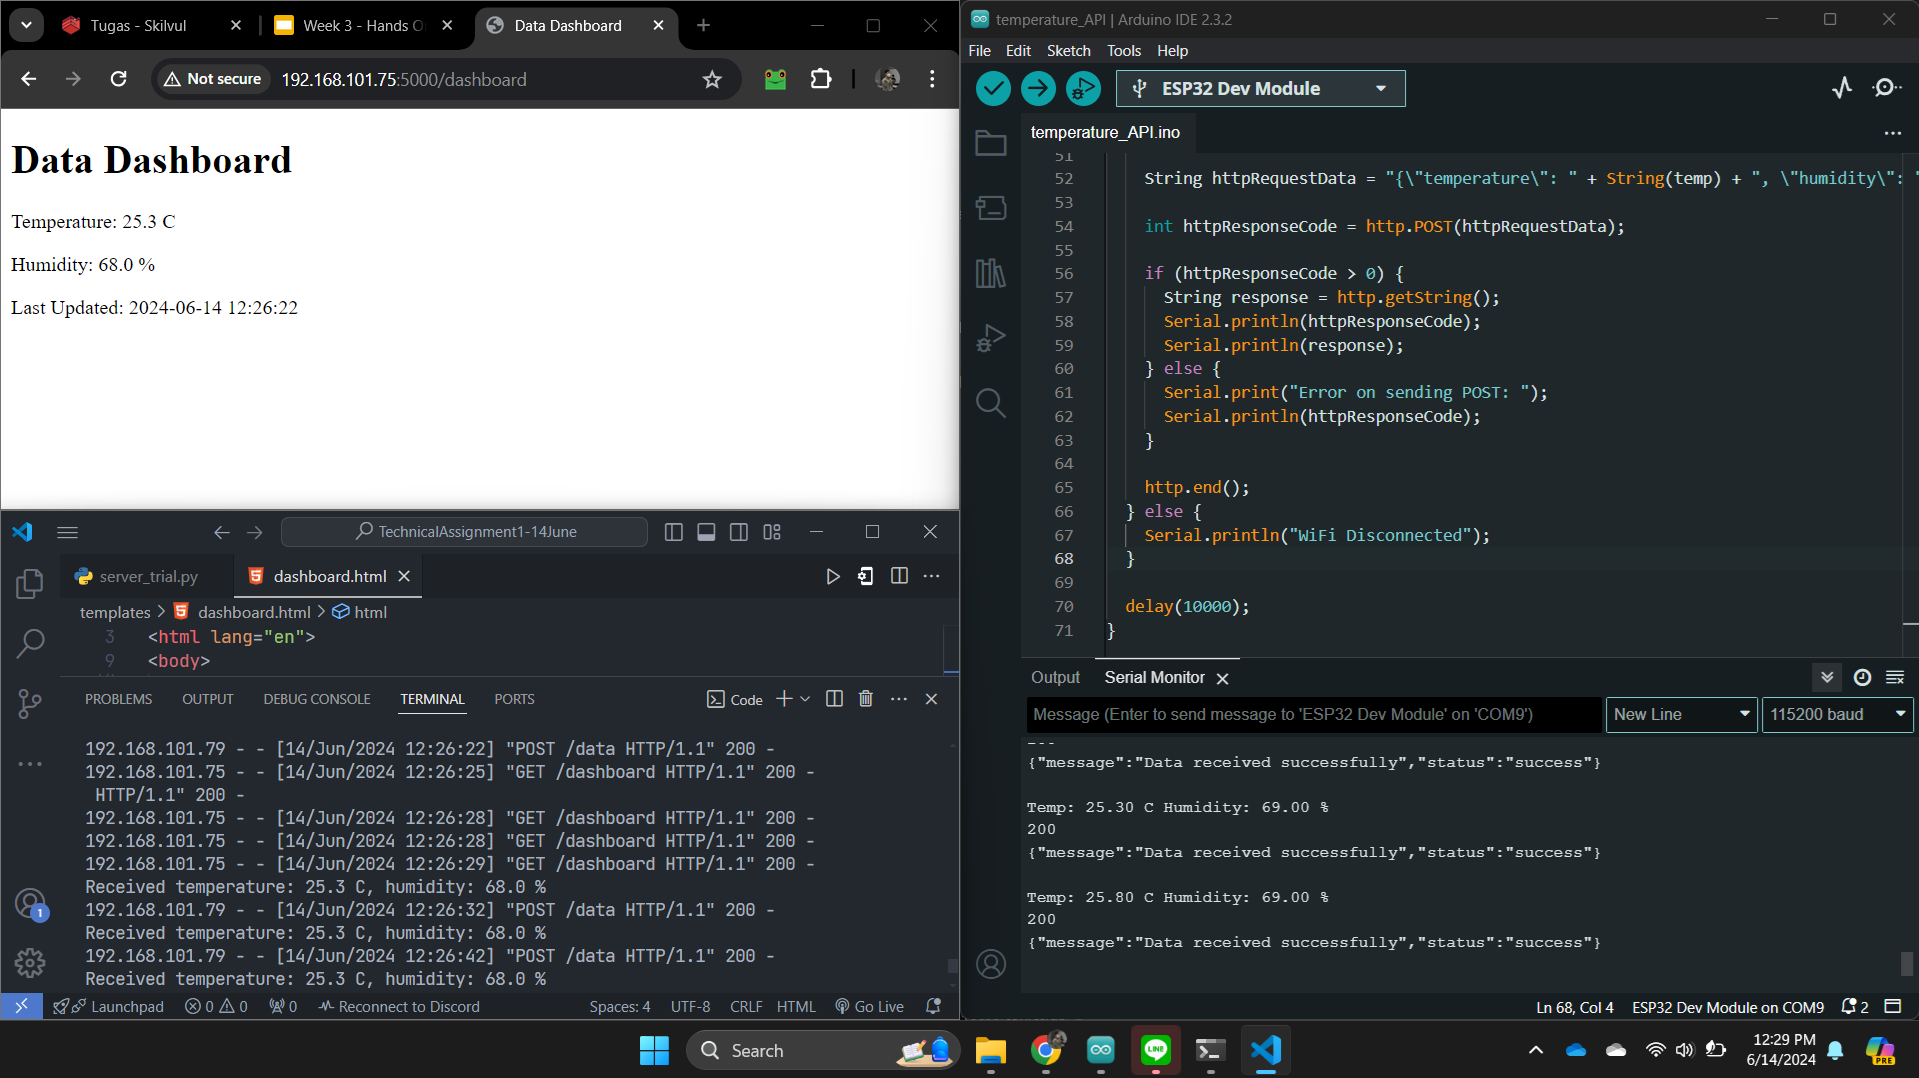 Tugas - Skilvul
Week 3 - Hands O
Data Dashboard
Not secure
192.168.101.75:5000/dashboard
Data Dashboard
Temperature: 25.3 C
Humidity: 68.0 %
Last Updated: 2024-06-14 12:26:22
TechnicalAssignment1-14June
server_trial.py
dashboard.html
templates > dashboard.html > html
3 <html lang="en">
9 <body>
PROBLEMS OUTPUT DEBUG CONSOLE TERMINAL PORTS
Code
192.168.101.79 - - [14/Jun/2024 12:26:22] "POST /data HTTP/1.1" 200 -
192.168.101.75 - - [14/Jun/2024 12:26:25] "GET /dashboard HTTP/1.1" 200 -
HTTP/1.1" 200 -
192.168.101.75 - - [14/Jun/2024 12:26:28] "GET /dashboard HTTP/1.1" 200 -
192.168.101.75 - - [14/Jun/2024 12:26:28] "GET /dashboard HTTP/1.1" 200 -
192.168.101.75 - - [14/Jun/2024 12:26:29] "GET /dashboard HTTP/1.1" 200 -
Received temperature: 25.3 C, humidity: 68.0 %
192.168.101.79 - - [14/Jun/2024 12:26:32] "POST /data HTTP/1.1" 200 -
Received temperature: 25.3 C, humidity: 68.0 %
192.168.101.79 - - [14/Jun/2024 12:26:42] "POST /data HTTP/1.1" 200 -
Received temperature: 25.3 C, humidity: 68.0 %
1
Launchpad 0 0 0 Reconnect to Discord Spaces: 4 UTF-8 CRLF HTML Go Live
temperature_API | Arduino IDE 2.3.2
File Edit Sketch Tools Help
ESP32 Dev Module
temperature_API.ino
51
52 String httpRequestData = "{\"temperature\": " + String(temp) + ", \"humidity\": "
53
54 int httpResponseCode = http.POST(httpRequestData);
55
56 if (httpResponseCode > 0) {
57 String response = http.getString();
58 Serial.println(httpResponseCode);
59 Serial.println(response);
60 } else {
61 Serial.print("Error on sending POST: ");
62 Serial.println(httpResponseCode);
63 }
64
65 http.end();
66 } else {
67 Serial.println("WiFi Disconnected");
68 }
69
70 delay(10000);
71 }
Output Serial Monitor
Message (Enter to send message to 'ESP32 Dev Module' on 'COM9')
New Line
115200 baud
200
{"message":"Data received successfully","status":"success"}
Temp: 25.30 C Humidity: 69.00 %
200
{"message":"Data received successfully","status":"success"}
Temp: 25.80 C Humidity: 69.00 %
200
{"message":"Data received successfully","status":"success"}
Ln 68, Col 4 ESP32 Dev Module on COM9 2
Search
LINE
12:29 PM
6/14/2024
PRE